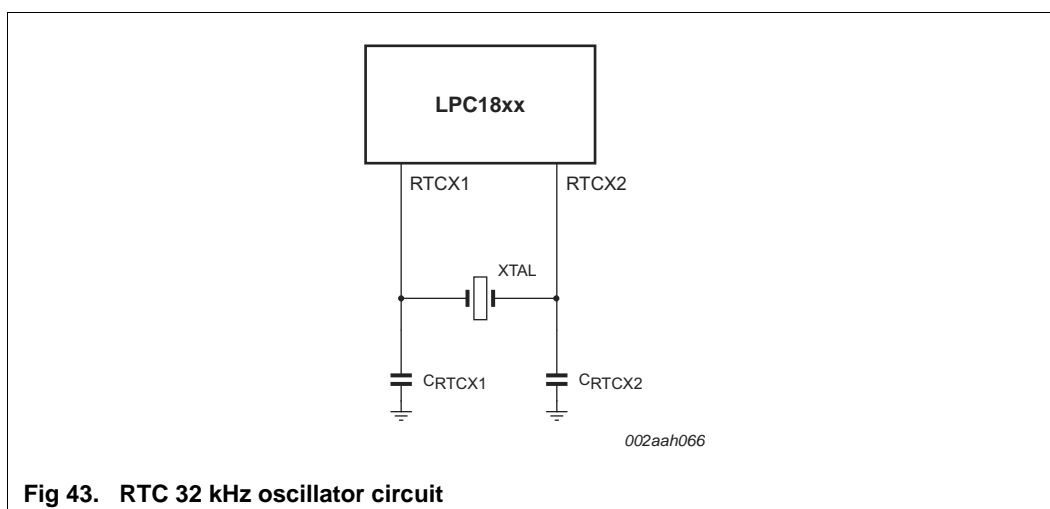 LPC18xx
RTCX1
RTCX2
XTAL
CRTCX1
CRTCX2
002aah066
Fig 43. RTC 32 kHz oscillator circuit